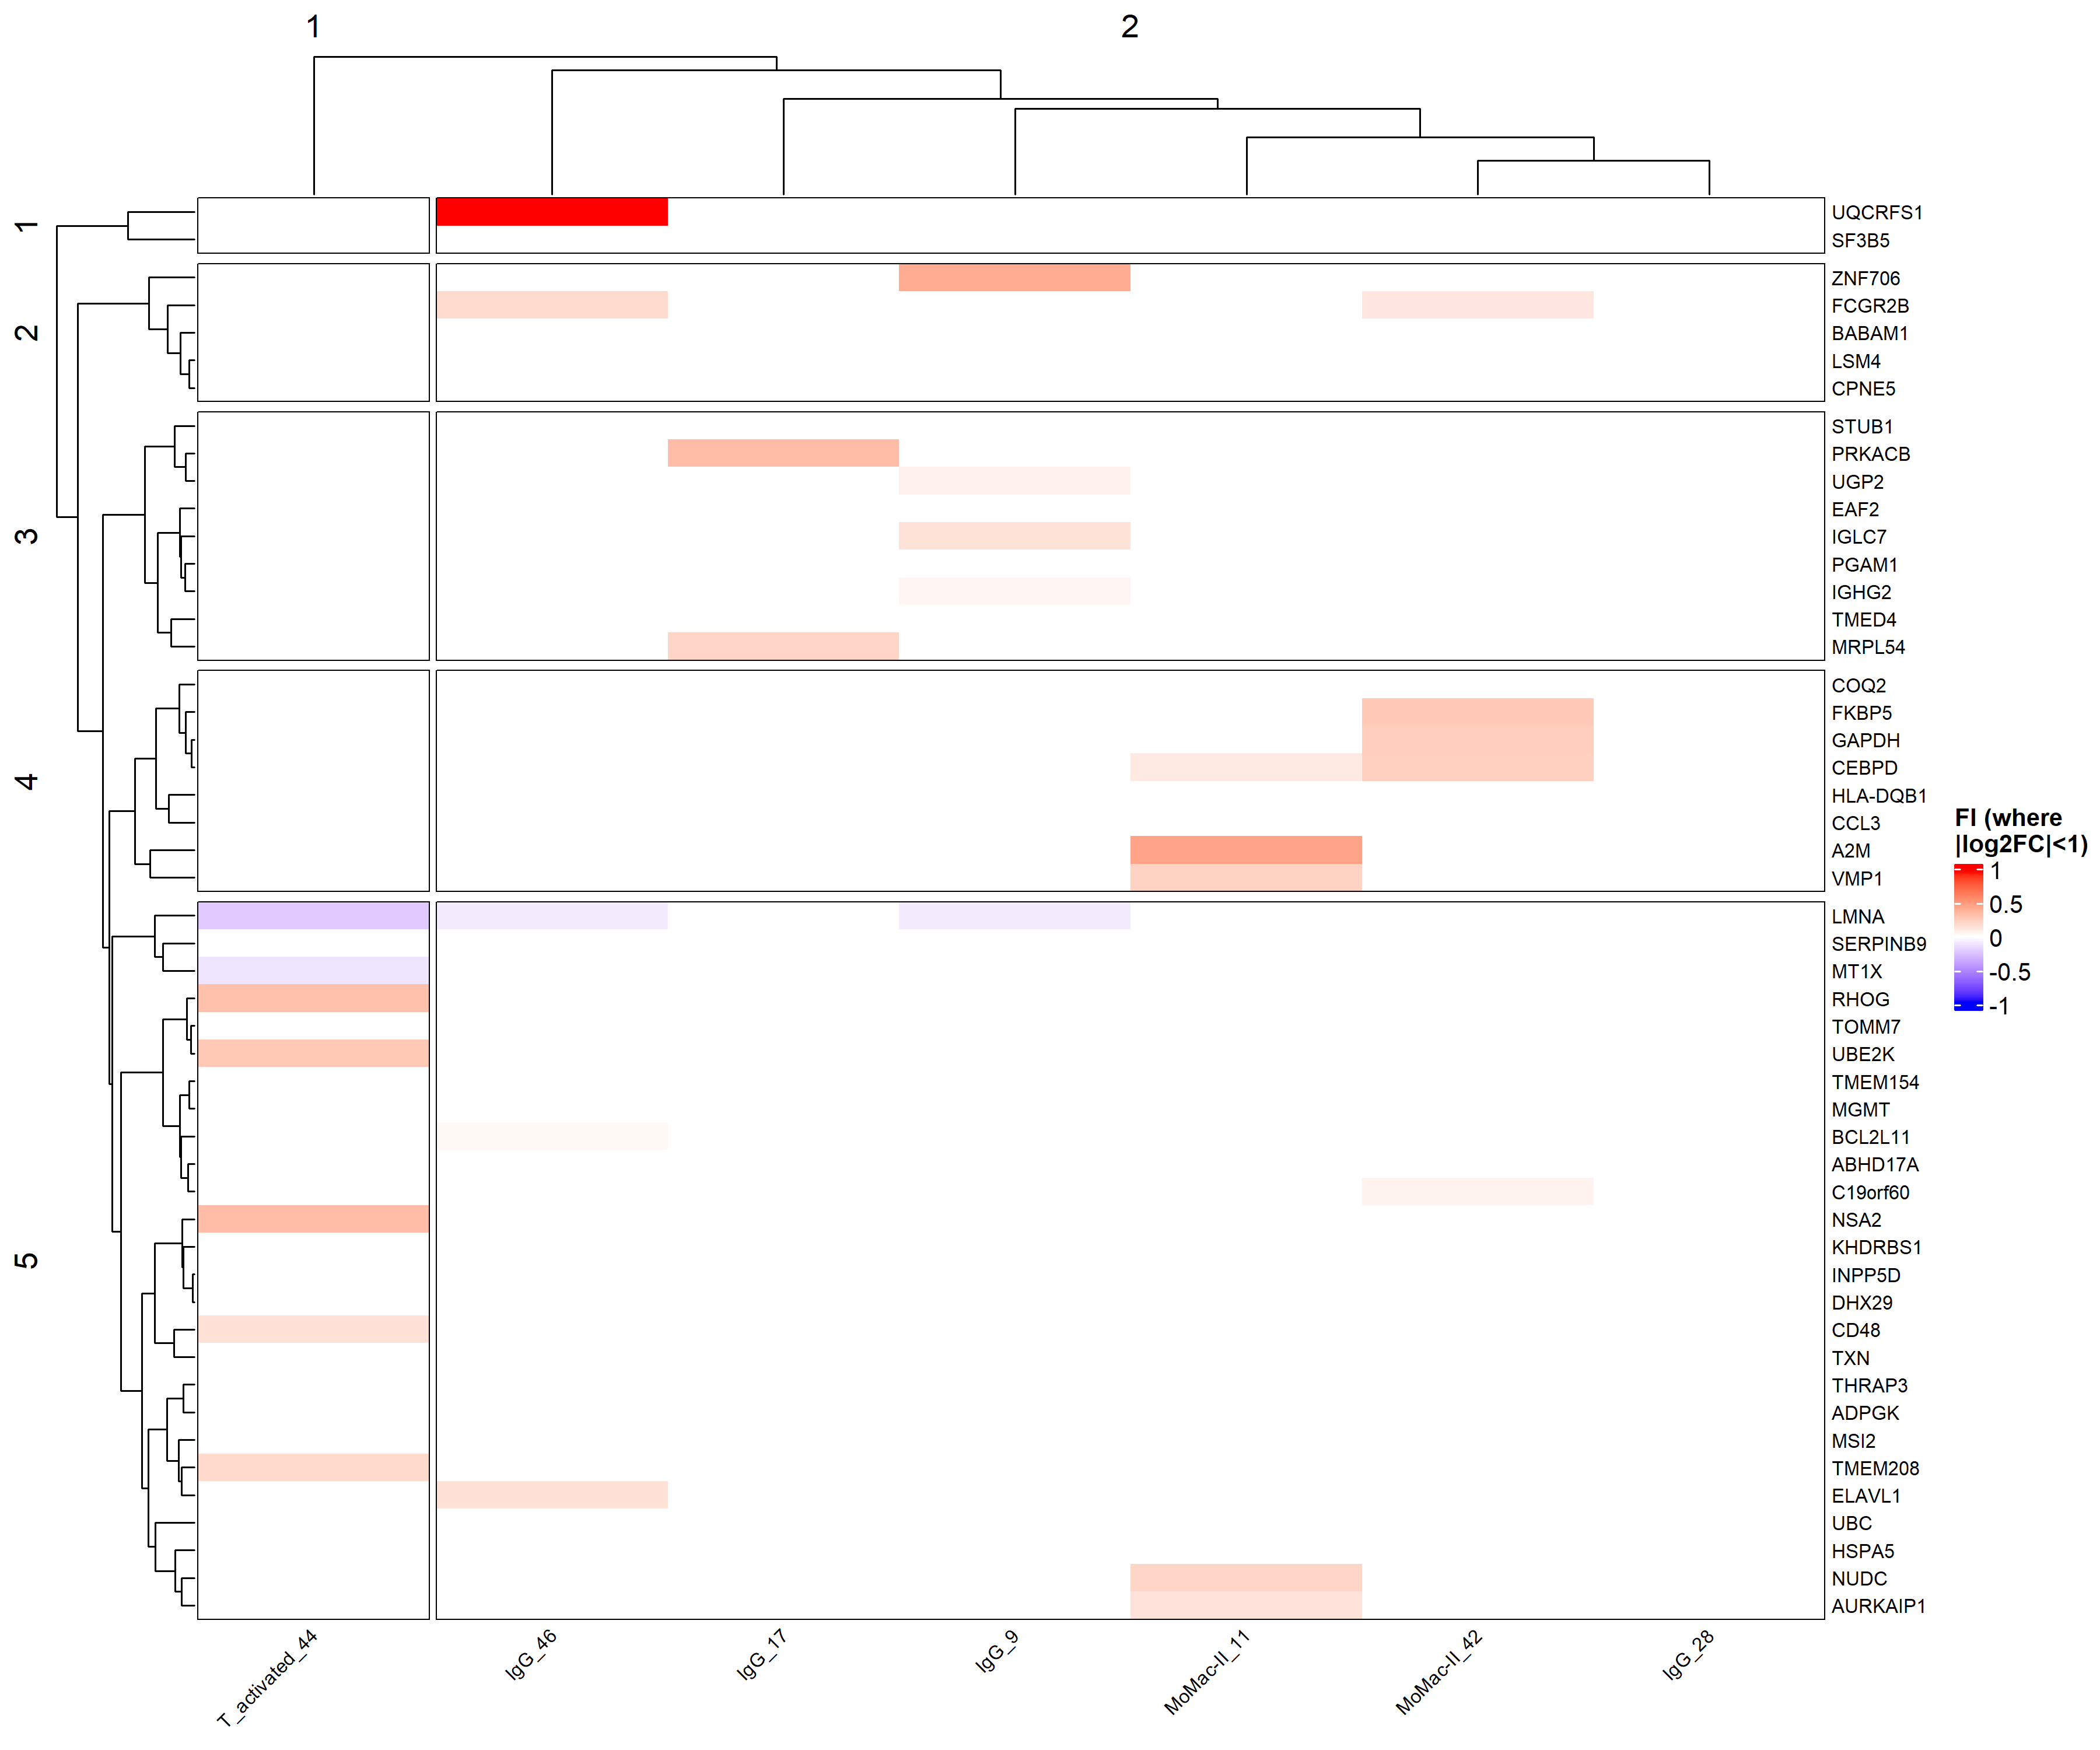 1
2
1
2
3
4
5
UQCRFS1
SF3B5
ZNF706
FCGR2B
BABAM1
LSM4
CPNE5
STUB1
PRKACB
UGP2
EAF2
IGLC7
PGAM1
IGHG2
TMED4
MRPL54
COQ2
FKBP5
GAPDH
CEBPD
HLA-DQB1
CCL3
A2M
VMP1
LMNA
SERPINB9
MT1X
RHOG
TOMM7
UBE2K
TMEM154
MGMT
BCL2L11
ABHD17A
C19orf60
NSA2
KHDRBS1
INPP5D
DHX29
CD48
TXN
THRAP3
ADPGK
MSI2
TMEM208
ELAVL1
UBC
HSPA5
NUDC
AURKAIP1
FI (where
|log2FC|<1)
1
0.5
0
-0.5
-1
T_activated_44
IgG_46
IgG_17
IgG_9
MoMac-II_11
MoMac-II_42
IgG_28